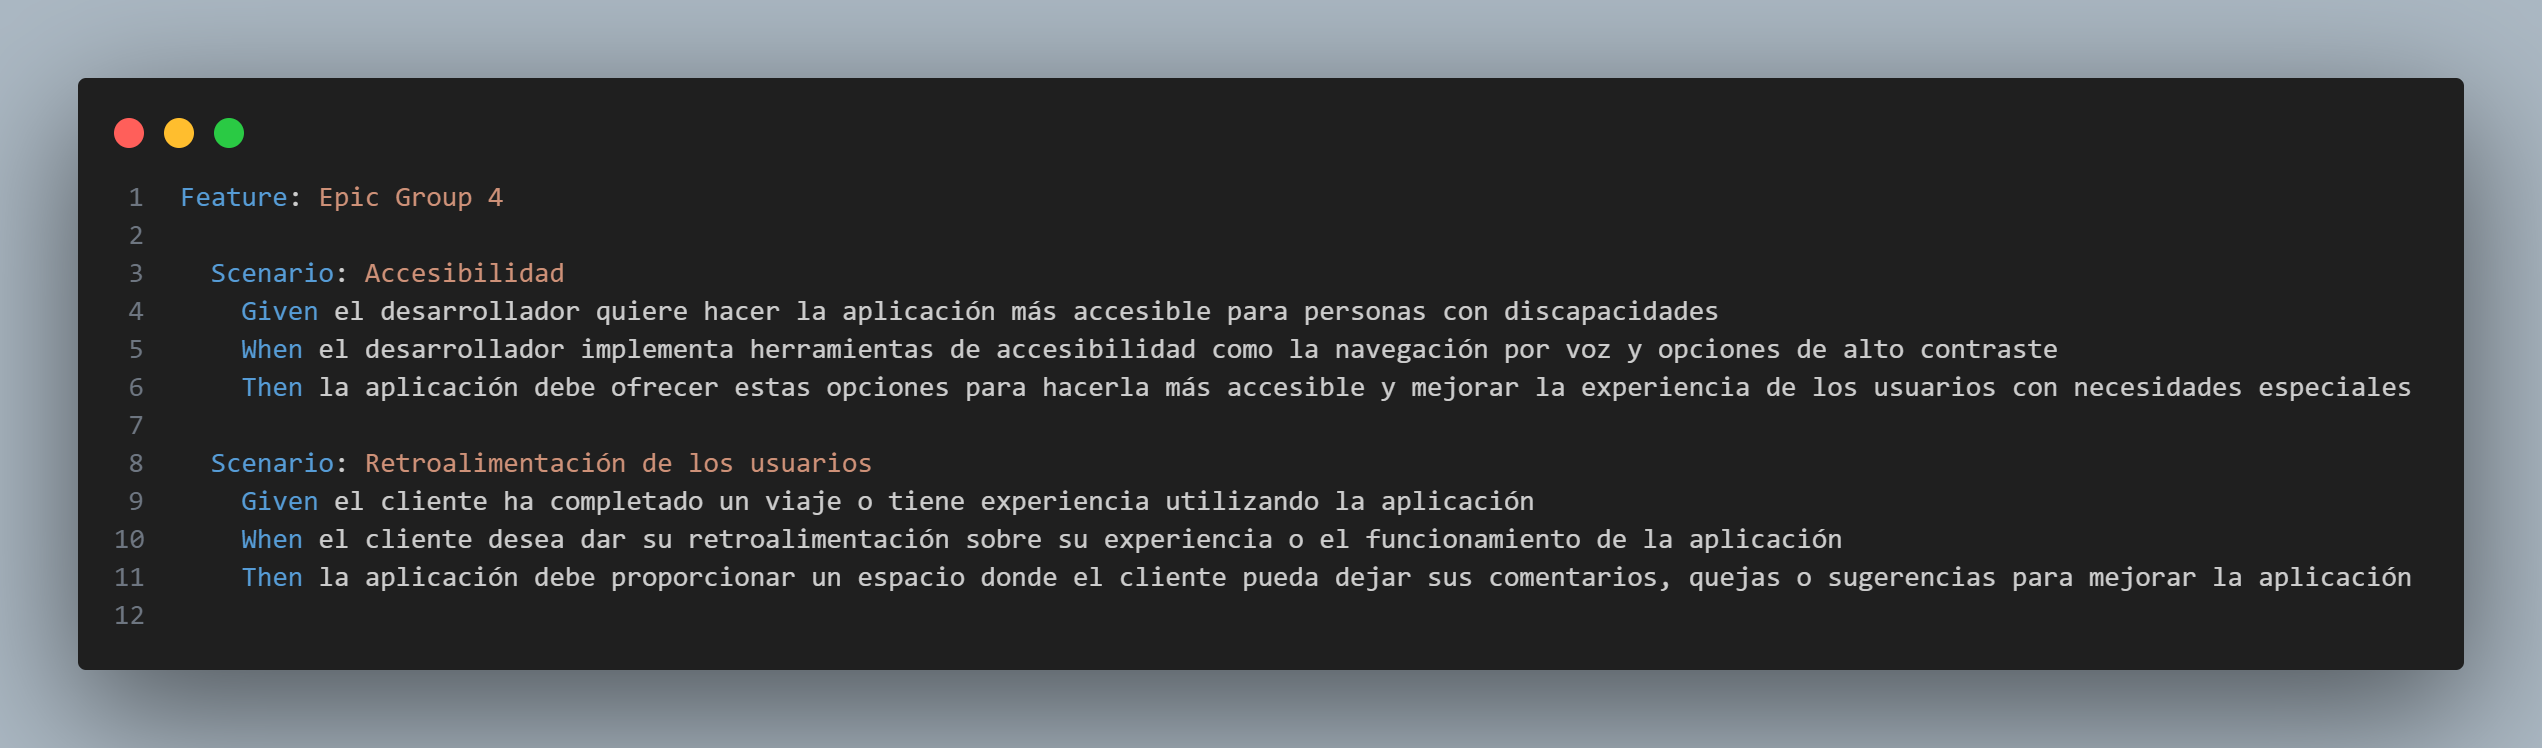 1 Feature: Epic Group 4
2
3 Scenario: Accesibilidad
4 Given el desarrollador quiere hacer la aplicación más accesible para personas con discapacidades
5 When el desarrollador implementa herramientas de accesibilidad como la navegación por voz y opciones de alto contraste
6 Then la aplicación debe ofrecer estas opciones para hacerla más accesible y mejorar la experiencia de los usuarios con necesidades especiales
7
8 Scenario: Retroalimentación de los usuarios
9 Given el cliente ha completado un viaje o tiene experiencia utilizando la aplicación
10 When el cliente desea dar su retroalimentación sobre su experiencia o el funcionamiento de la aplicación
11 Then la aplicación debe proporcionar un espacio donde el cliente pueda dejar sus comentarios, quejas o sugerencias para mejorar la aplicación
12